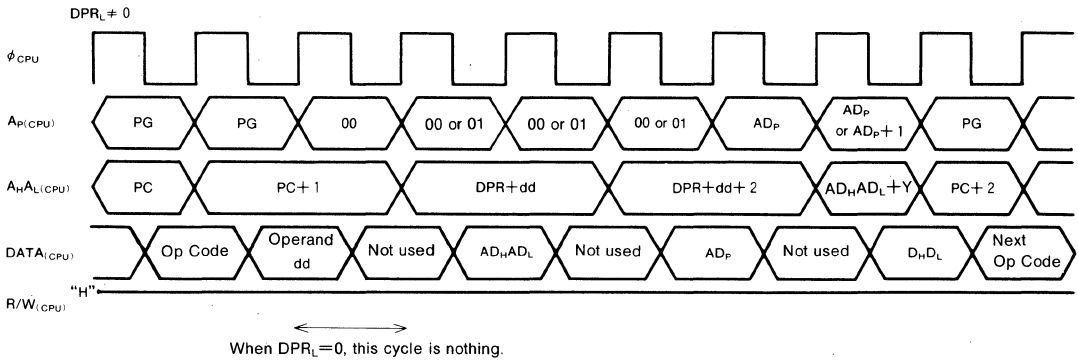 DPRL ≠ 0
φCPU
AP(CPU) PG PG 00 00 or 01 00 or 01 00 or 01 ADP ADP or ADP+1 PG
AHAL(CPU) PC PC+1 DPR+dd DPR+dd+2 ADHADL+Y PC+2
DATA(CPU) Op Code Operand dd Not used ADHADL Not used ADP Not used DHDL Next Op Code
R/W(CPU) "H"
When DPRL=0, this cycle is nothing.